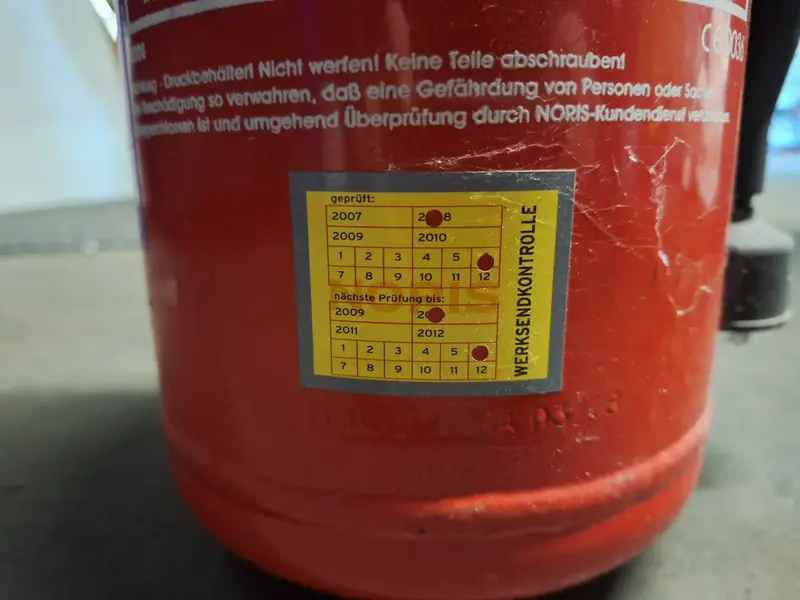 CE 0036
Druckbehälter! Nicht werfen! Keine Teile abschrauben!
so verwahren, daß eine Gefährdung von Personen oder
ist und umgehend Überprüfung durch NORIS-Kundendienst
geprüft:
2007
2009 2010
1 2 3 4 5
7 8 9 10 11 12
NORIS
nächste Prüfung bis:
2009
2011 2012
1 2 3 4 5
7 8 9 10 11 12
WERKSENDKONTROLLE